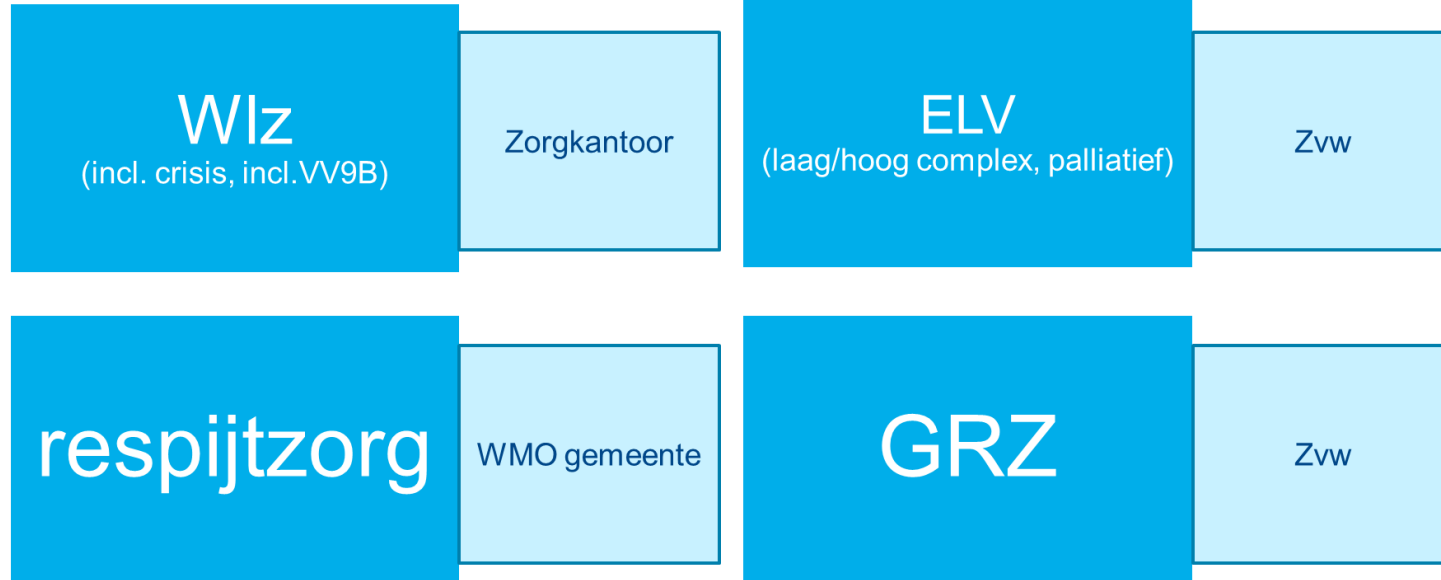 Wlz
(incl. crisis, incl.VV9B)
Zorgkantoor
ELV
(laag/hoog complex, palliatief)
Zvw
respijtzorg
WMO gemeente
GRZ
Zvw